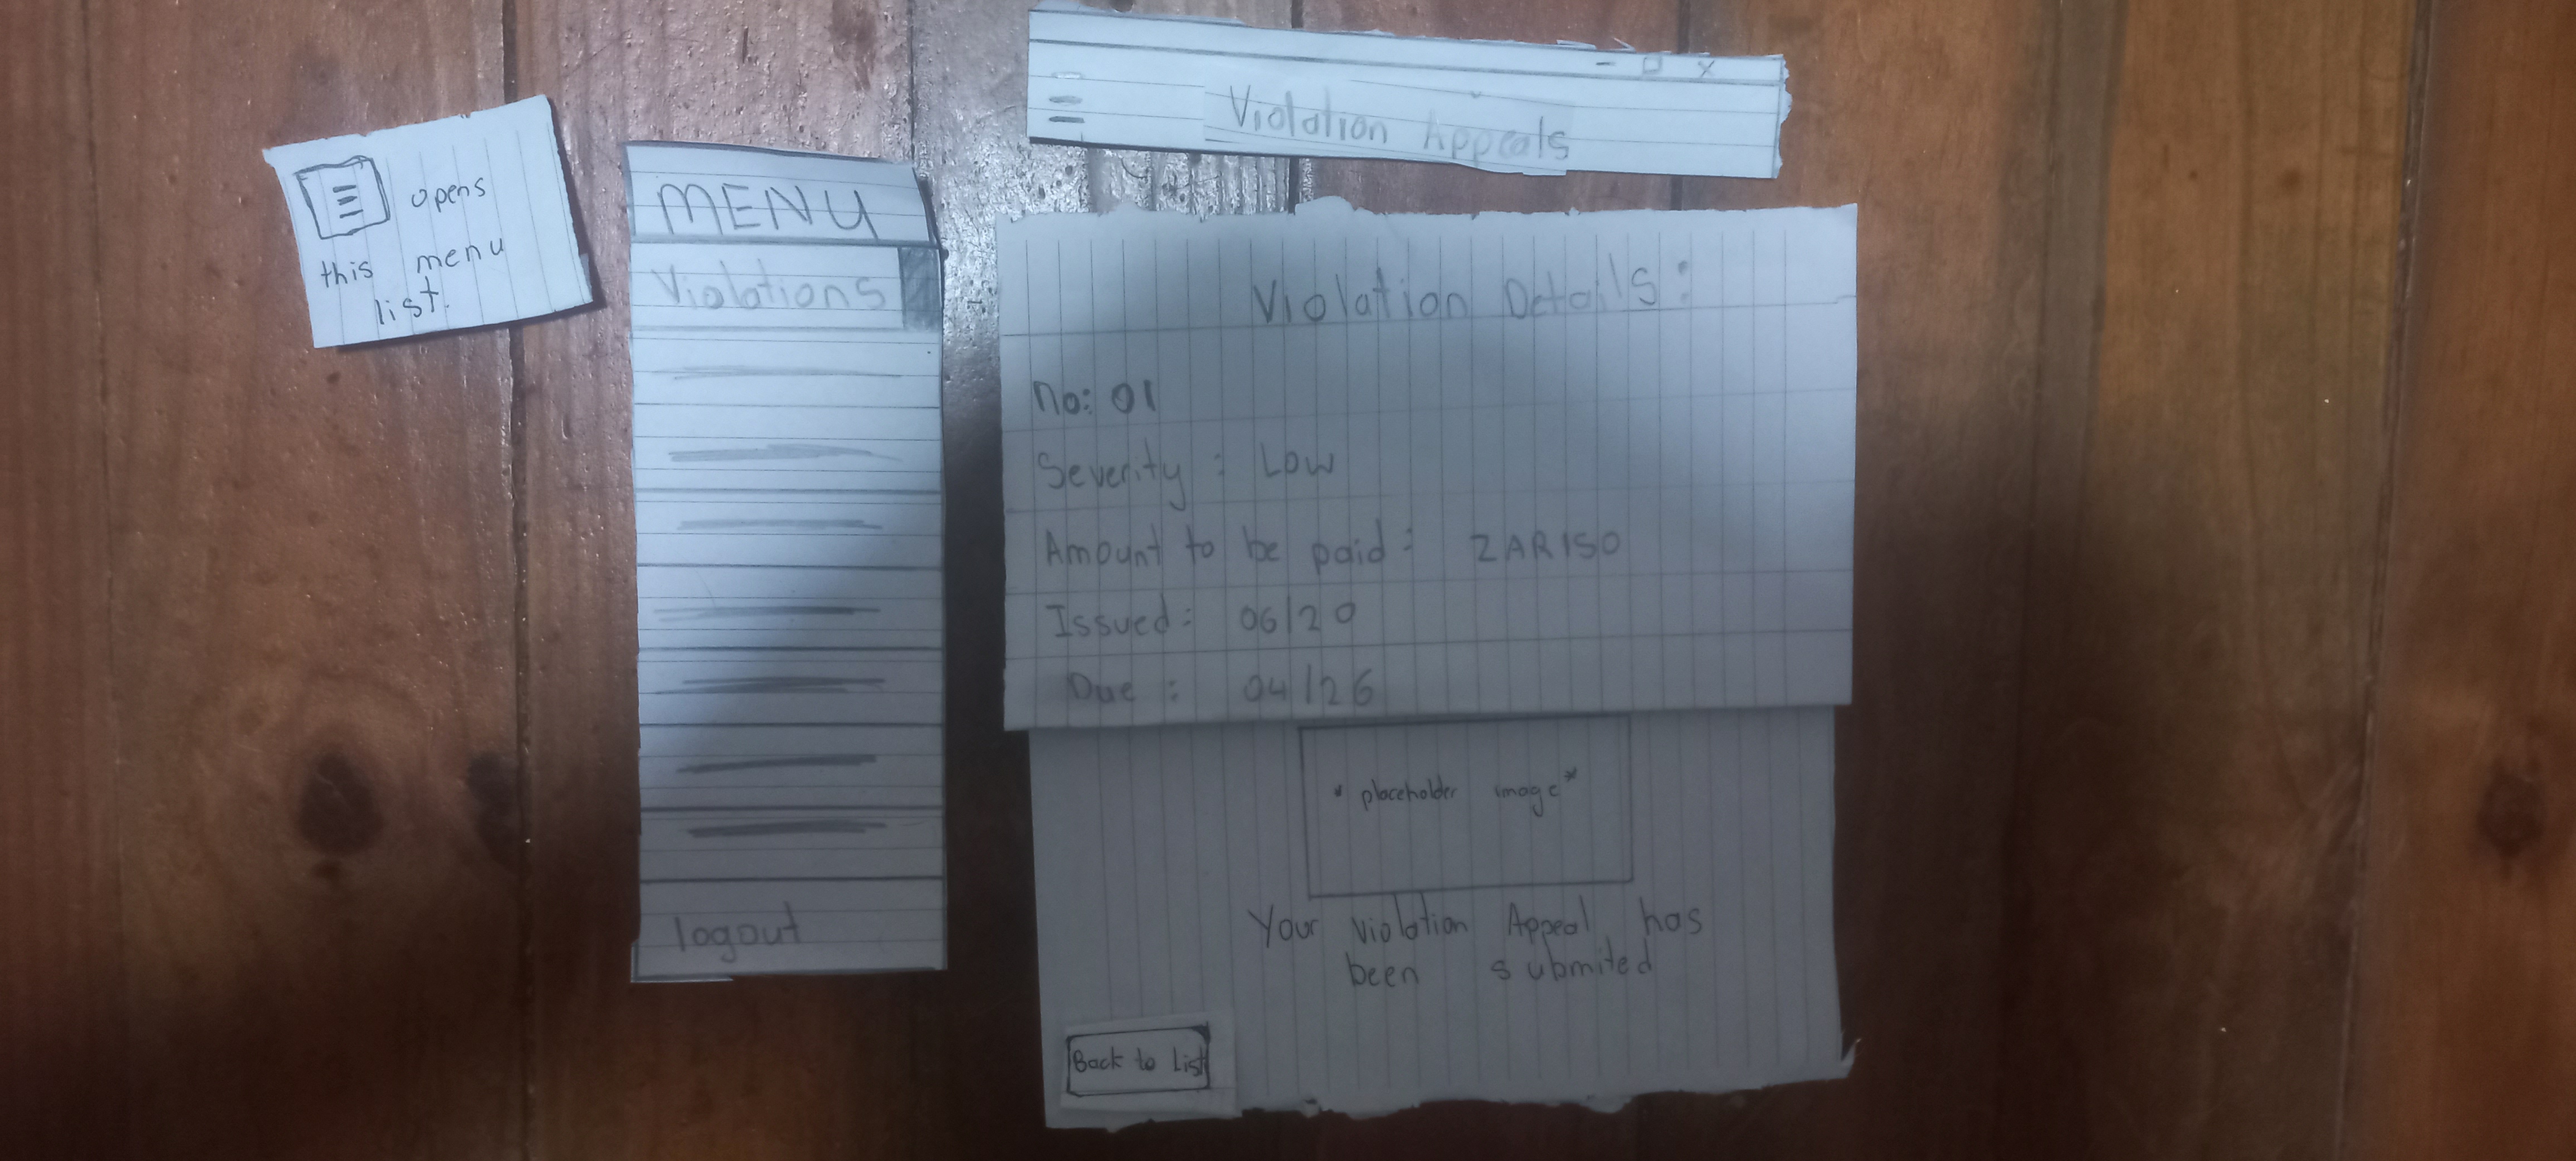 opens
this menu
list.
MENU
Violations
logout
- □ x
Violation Appeals
Violation Details:
No: 01
Severity : Low
Amount to be paid : ZAR150
Issued: 06/20
Due : 04/26
* placeholder image*
Your Violation Appeal has
been submited
Back to List